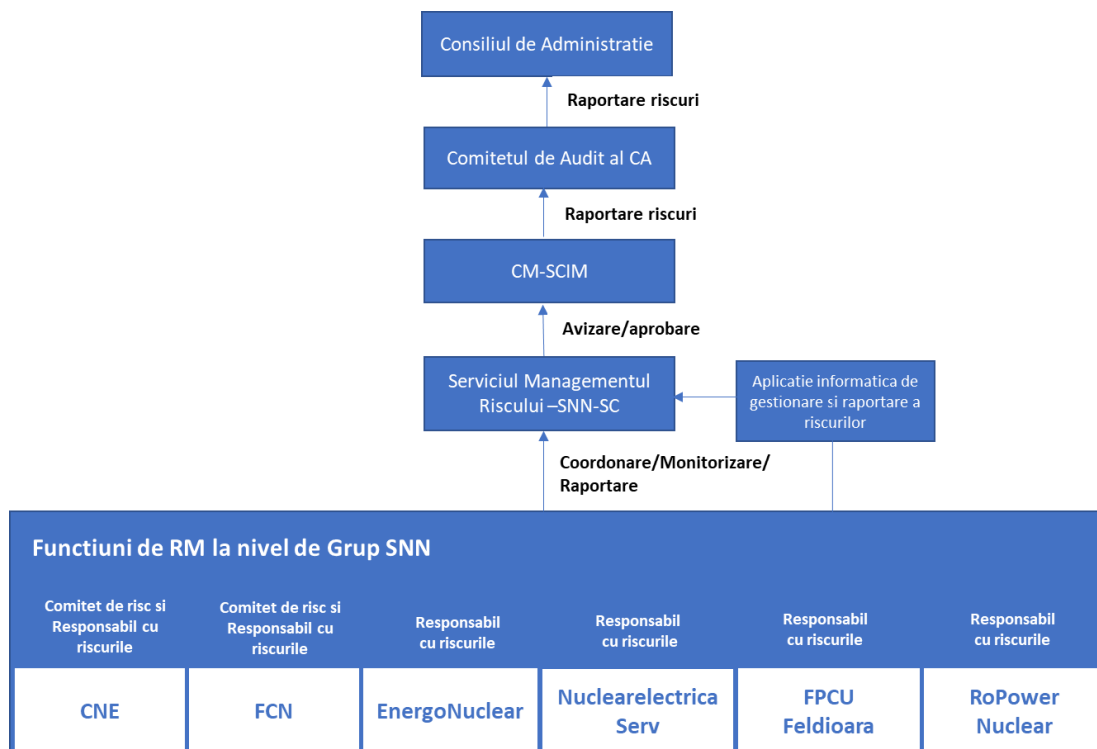 Consiliul de Administratie
Raportare riscuri
Comitetul de Audit al CA
Raportare riscuri
CM-SCIM
Avizare/aprobare
Serviciul Managementul
Riscului –SNN-SC
Aplicatie informatica de
gestionare si raportare a
riscurilor
Coordonare/Monitorizare/
Raportare
Functiuni de RM la nivel de Grup SNN
Comitet de risc si
Responsabil cu
riscurile
Comitet de risc si
Responsabil cu
riscurile
Responsabil
cu riscurile
Responsabil
cu riscurile
Responsabil
cu riscurile
Responsabil
cu riscurile
CNE
FCN
EnergoNuclear
Nuclearelectrica
Serv
FPCU
Feldioara
RoPower
Nuclear